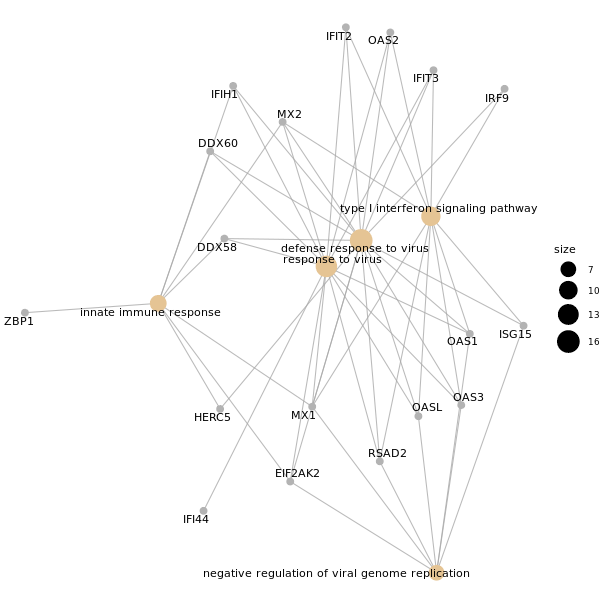 IFIT2
OAS2
IFIT3
IFIH1
IRF9
MX2
DDX60
type I interferon signaling pathway
DDX58
defense response to virus
size
response to virus
7
10
innate immune response
13
ZBP1
ISG15
OAS1
16
OAS3
HERC5
MX1
OASL
RSAD2
EIF2AK2
IFI44
negative regulation of viral genome replication